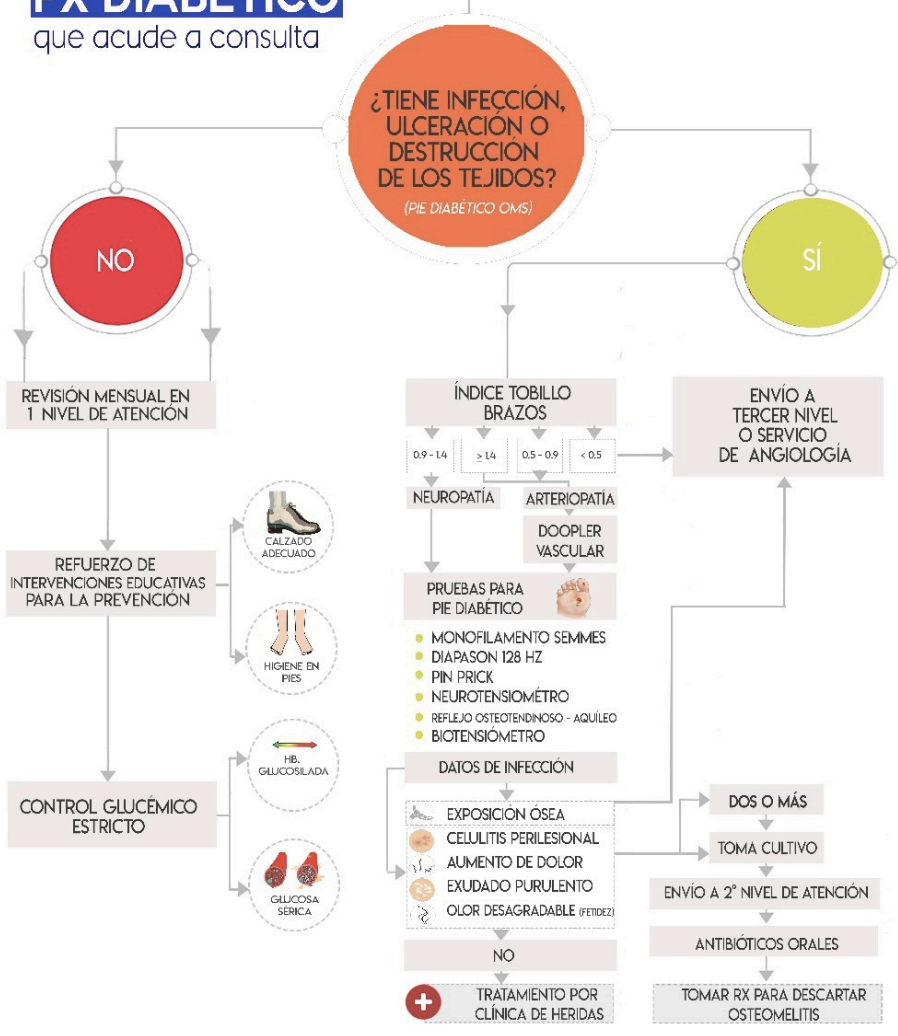 PX DIABÉTICO
que acude a consulta
¿TIENE INFECCIÓN,
ULCERACIÓN O
DESTRUCCIÓN
DE LOS TEJIDOS?
(PIE DIABÉTICO OMS)
NO
SÍ
REVISIÓN MENSUAL EN
1 NIVEL DE ATENCIÓN
REFUERZO DE
INTERVENCIONES EDUCATIVAS
PARA LA PREVENCIÓN
CALZADO
ADECUADO
HIGIENE EN
PIES
CONTROL GLUCÉMICO
ESTRICTO
HB.
GLUCOSILADA
GLUCOSA
SÉRICA
ÍNDICE TOBILLO
BRAZOS
0.9 - 1.4
≥ 1.4
0.5 - 0.9
< 0.5
ENVÍO A
TERCER NIVEL
O SERVICIO
DE ANGIOLOGÍA
NEUROPATÍA
ARTERIOPATÍA
DOOPLER
VASCULAR
PRUEBAS PARA
PIE DIABÉTICO
MONOFILAMENTO SEMMES
DIAPASON 128 HZ
PIN PRICK
NEUROTENSIOMÉTRO
REFLEJO OSTEOTENDINOSO - AQUÍLEO
BIOTENSIÓMETRO
DATOS DE INFECCIÓN
EXPOSICIÓN ÓSEA
CELULITIS PERILESIONAL
AUMENTO DE DOLOR
EXUDADO PURULENTO
OLOR DESAGRADABLE (FETIDEZ)
NO
TRATAMIENTO POR
CLÍNICA DE HERIDAS
DOS O MÁS
TOMA CULTIVO
ENVÍO A 2° NIVEL DE ATENCIÓN
ANTIBIÓTICOS ORALES
TOMAR RX PARA DESCARTAR
OSTEOMELITIS